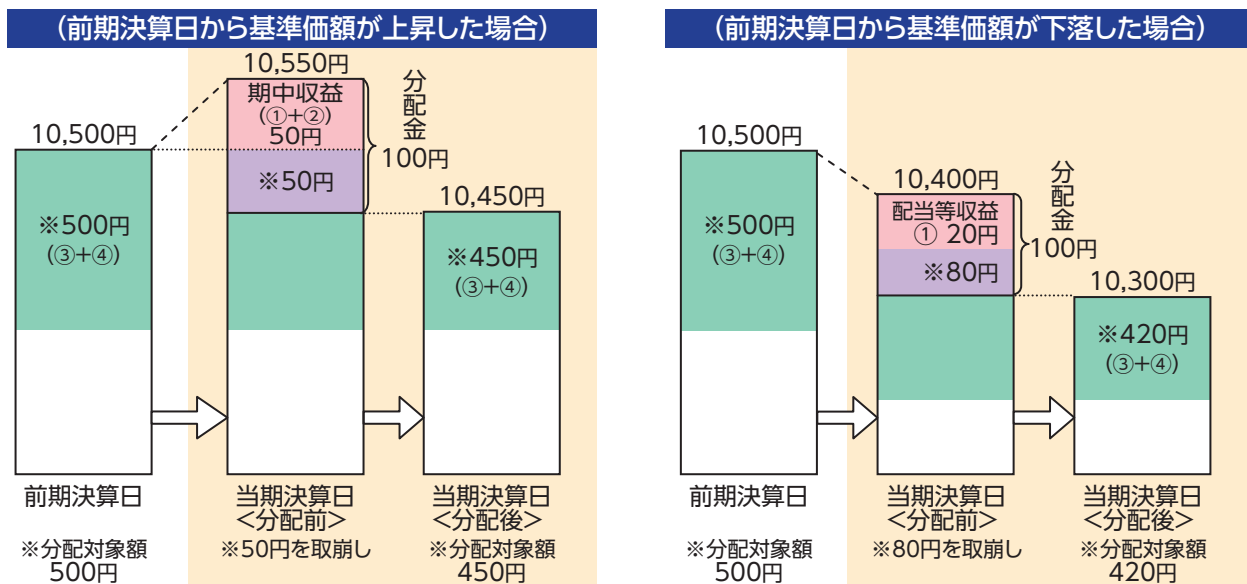 (前期決算日から基準価額が上昇した場合)
10,550円
期中収益
(①+②)
50円
※50円
分配金
100円
10,500円
※500円
(③+④)
10,450円
※450円
(③+④)
前期決算日
※分配対象額
500円
当期決算日
<分配前>
※50円を取崩し
当期決算日
<分配後>
※分配対象額
450円
(前期決算日から基準価額が下落した場合)
10,500円
※500円
(③+④)
10,400円
配当等収益
① 20円
※80円
分配金
100円
10,300円
※420円
(③+④)
前期決算日
※分配対象額
500円
当期決算日
<分配前>
※80円を取崩し
当期決算日
<分配後>
※分配対象額
420円